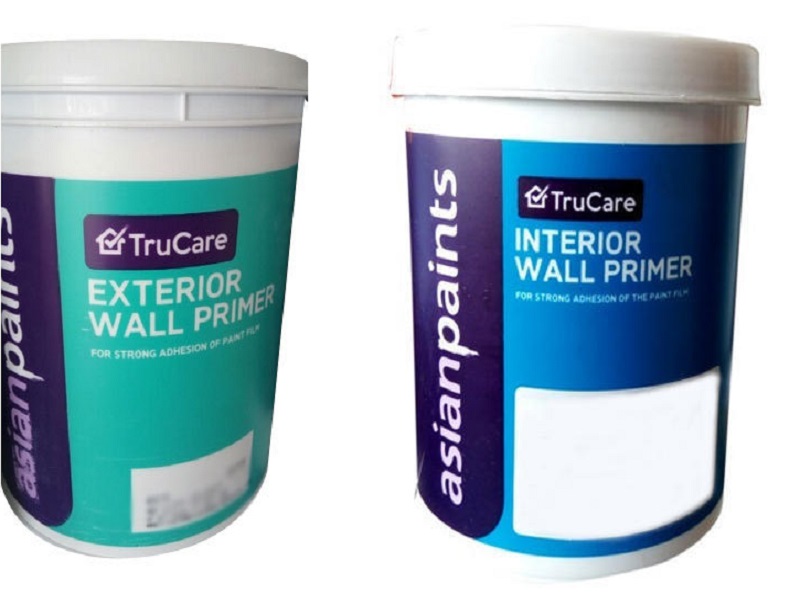 asianpaints
TruCare
EXTERIOR
WALL PRIMER
FOR STRONG ADHESION OF PAINT FILM
asianpaints
TruCare
INTERIOR
WALL PRIMER
FOR STRONG ADHESION OF THE PAINT FILM